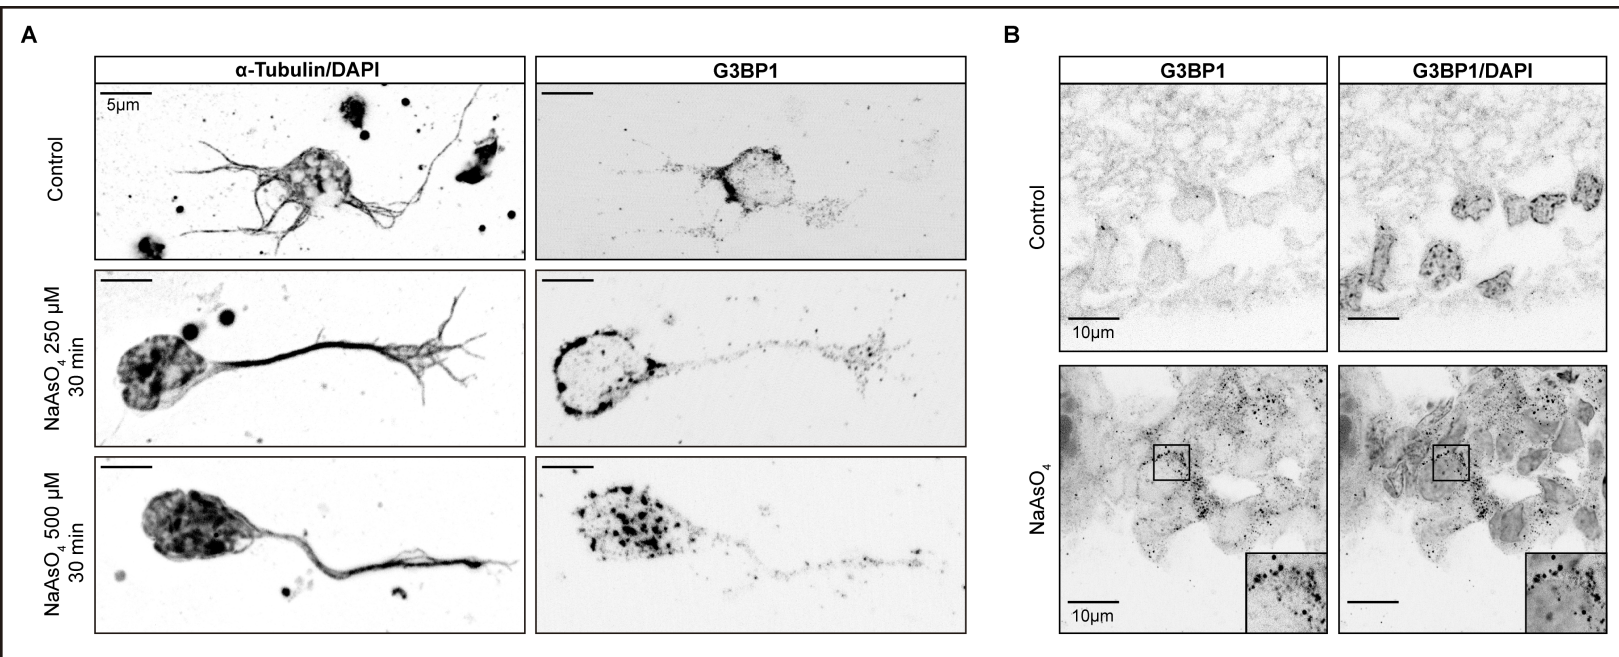 A
B
α-Tubulin/DAPI
G3BP1
G3BP1
G3BP1/DAPI
Control
5μm
Control
10μm
NaAsO₄ 250 μM
30 min
NaAsO₄ 500 μM
30 min
NaAsO₄
10μm